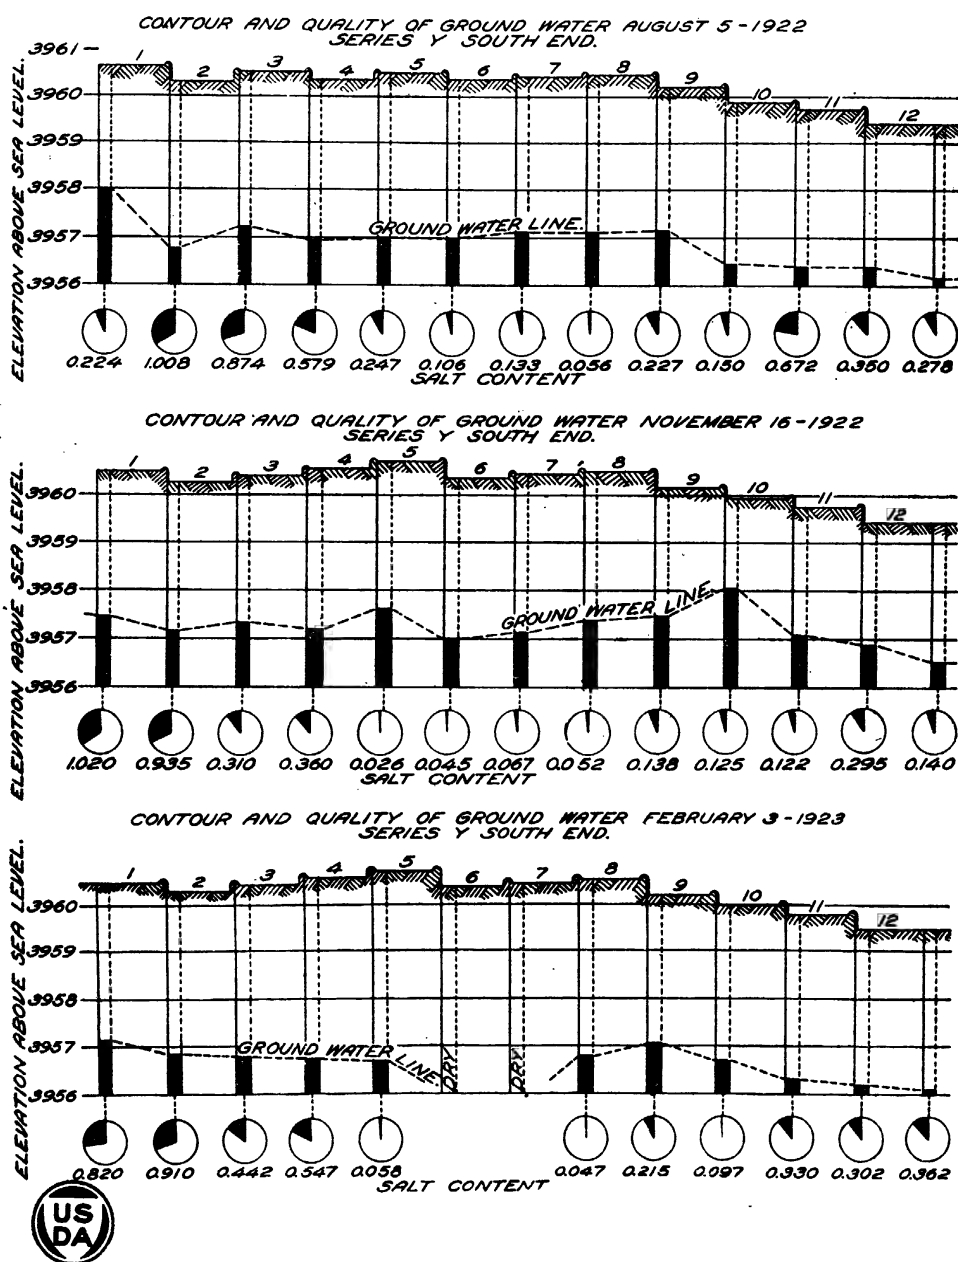 CONTOUR AND QUALITY OF GROUND WATER AUGUST 5-1922
SERIES Y SOUTH END.
ELEVATION ABOVE SEA LEVEL.
3961
3960
3959
3958
3957
3956
1 2 3 4 5 6 7 8 9 10 11 12
GROUND WATER LINE.
0.224 1.008 0.874 0.579 0.247 0.106 0.133 0.056 0.227 0.150 0.672 0.350 0.278
SALT CONTENT
CONTOUR AND QUALITY OF GROUND WATER NOVEMBER 16-1922
SERIES Y SOUTH END.
ELEVATION ABOVE SEA LEVEL.
3960
3959
3958
3957
3956
1 2 3 4 5 6 7 8 9 10 11 12
GROUND WATER LINE.
1.020 0.935 0.310 0.360 0.026 0.045 0.067 0.052 0.138 0.125 0.122 0.295 0.140
SALT CONTENT
CONTOUR AND QUALITY OF GROUND WATER FEBRUARY 3-1923
SERIES Y SOUTH END.
ELEVATION ABOVE SEA LEVEL.
3960
3959
3958
3957
3956
1 2 3 4 5 6 7 8 9 10 11 12
GROUND WATER LINE.
DRY
DRY
0.820 0.910 0.442 0.547 0.058 0.047 0.215 0.097 0.330 0.302 0.362
SALT CONTENT
US
DA